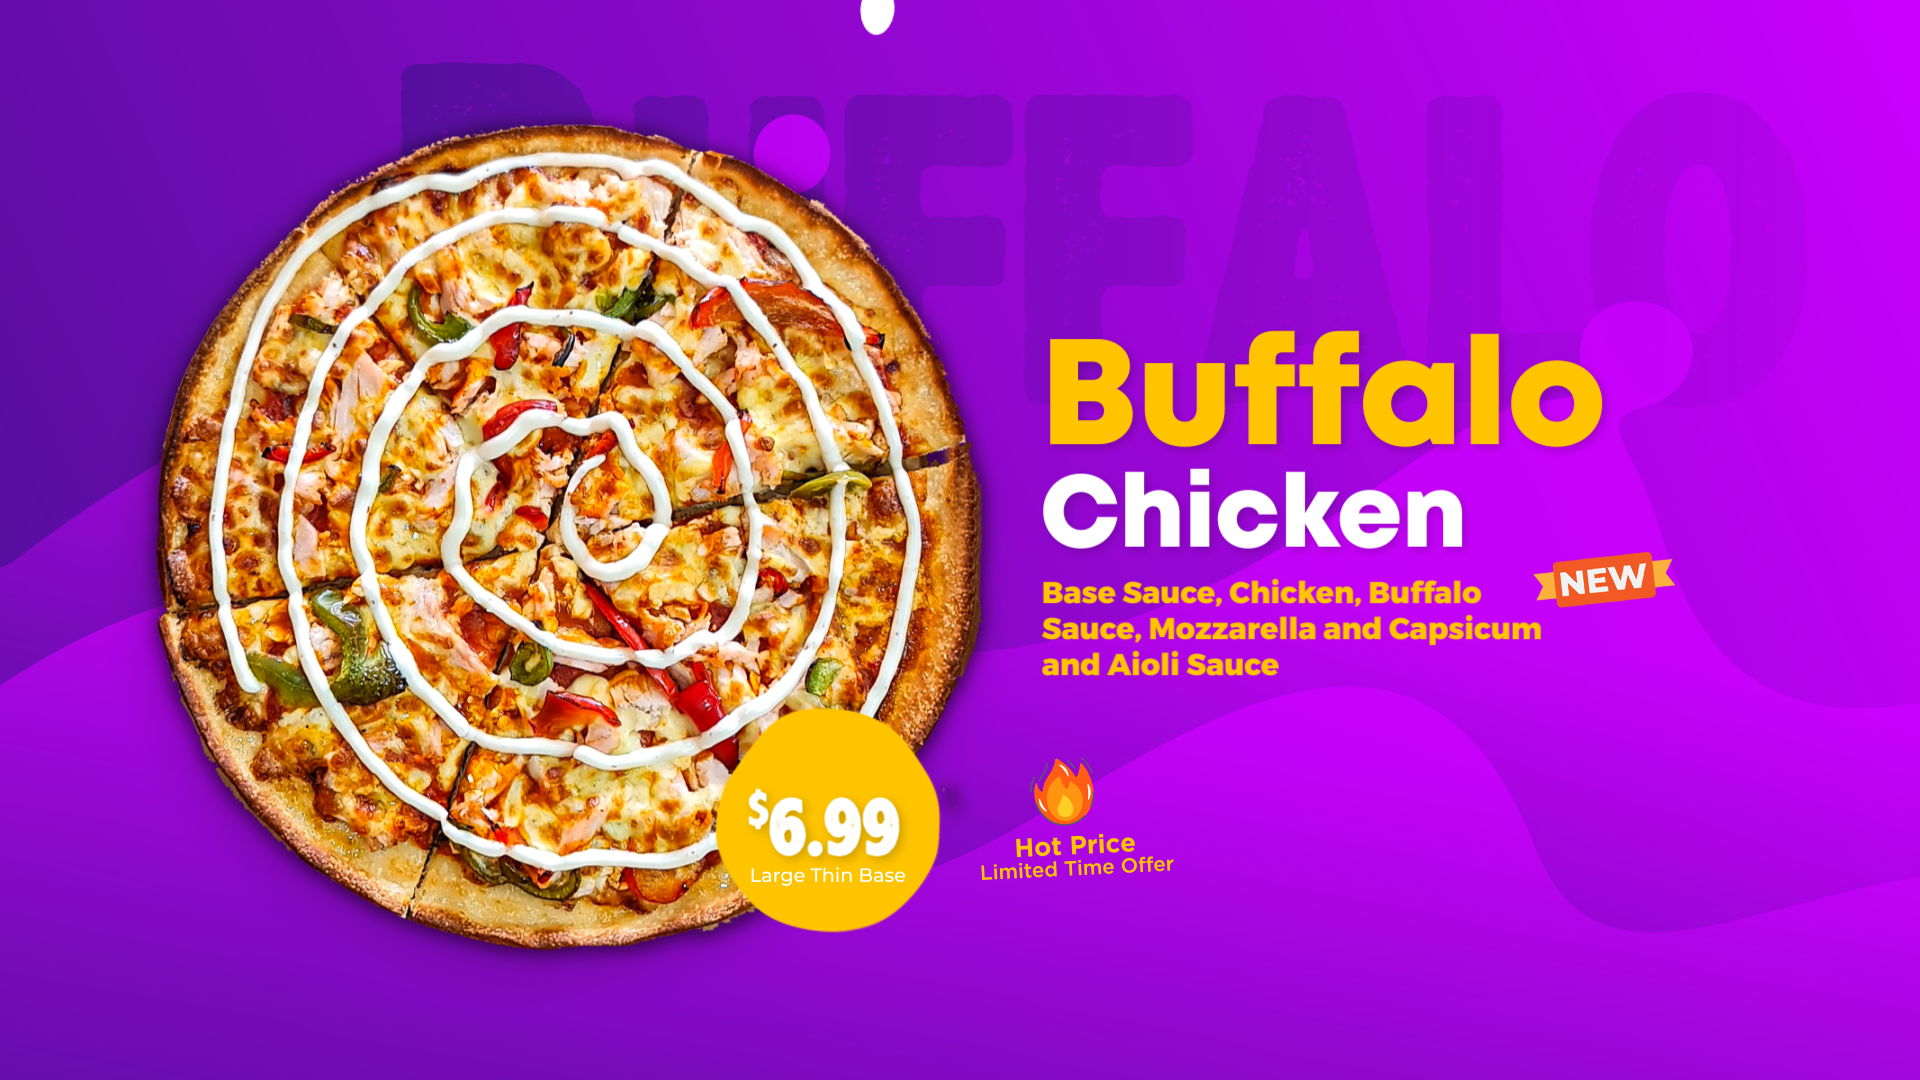 BUFFALO
Buffalo
Chicken
Base Sauce, Chicken, Buffalo
Sauce, Mozzarella and Capsicum
and Aioli Sauce
NEW
$6.99
Large Thin Base
Hot Price
Limited Time Offer